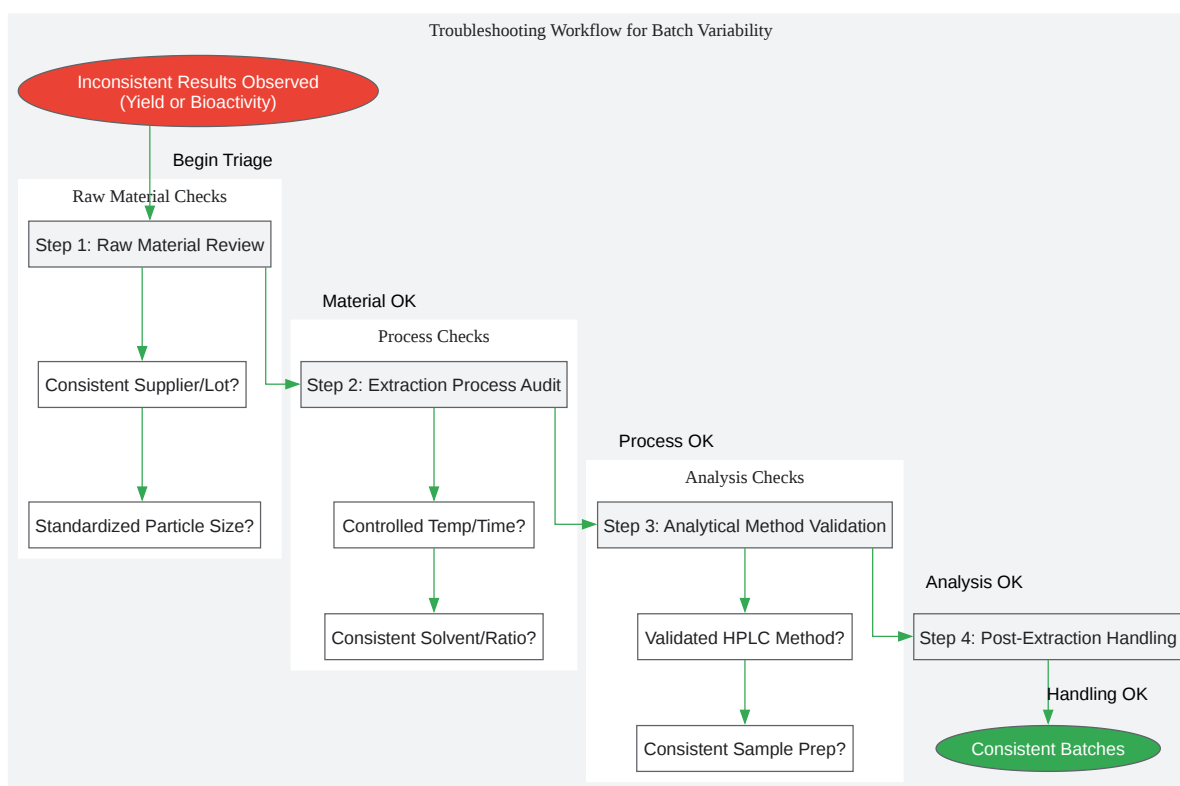 Troubleshooting Workflow for Batch Variability
Inconsistent Results Observed
(Yield or Bioactivity)
Begin Triage
Raw Material Checks
Step 1: Raw Material Review
Consistent Supplier/Lot?
Standardized Particle Size?
Material OK
Process Checks
Step 2: Extraction Process Audit
Controlled Temp/Time?
Consistent Solvent/Ratio?
Process OK
Analysis Checks
Step 3: Analytical Method Validation
Validated HPLC Method?
Consistent Sample Prep?
Analysis OK
Step 4: Post-Extraction Handling
Handling OK
Consistent Batches